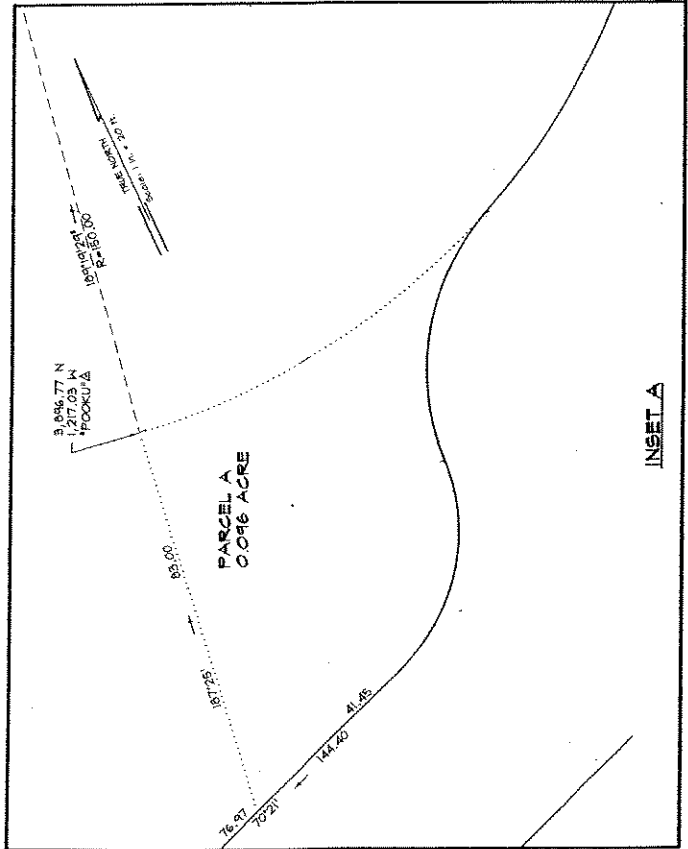 TRUE NORTH
Scale: 1 in. = 20 ft.
189°19'29"
R=150.00
3,896.77 N
1,217.03 W
"POOKU" △
83.00
187°25'
PARCEL A
0.096 ACRE
41.45
144.40
76.97
70°21'
INSET A